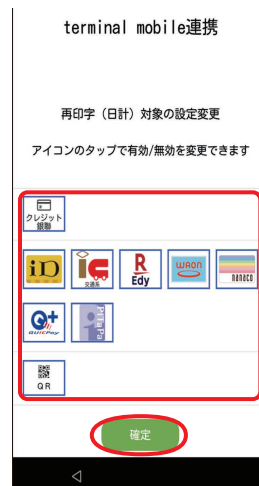 terminal mobile連携
再印字（日計）対象の設定変更
アイコンのタップで有効/無効を変更できます
クレジット
銀聯
iD
IC
交通系
R
Edy
WAON
nanaco
Q+
QUICPay
PiTaPa
QR
確定